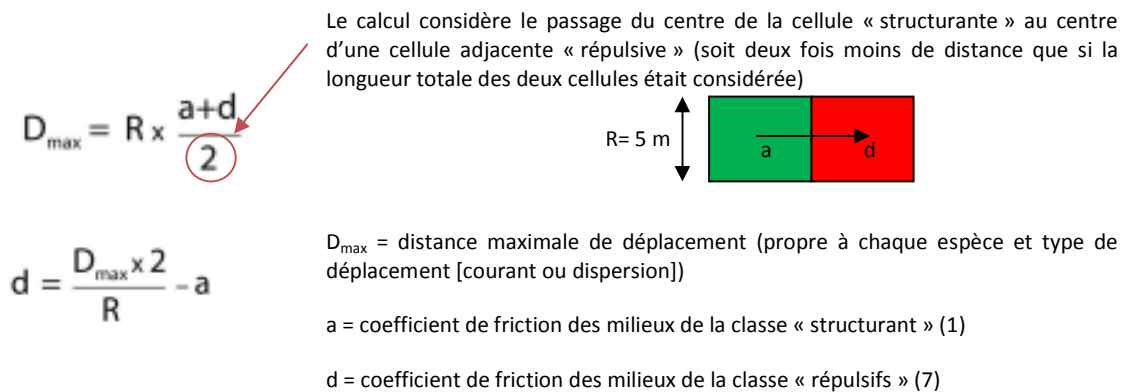 Le calcul considère le passage du centre de la cellule « structurante » au centre
d'une cellule adjacente « répulsive » (soit deux fois moins de distance que si la
longueur totale des deux cellules était considérée)
D_max = R x (a+d)/2
R= 5 m
a d
d = (D_max x 2)/R - a
D_max = distance maximale de déplacement (propre à chaque espèce et type de
déplacement [courant ou dispersion])
a = coefficient de friction des milieux de la classe « structurant » (1)
d = coefficient de friction des milieux de la classe « répulsifs » (7)